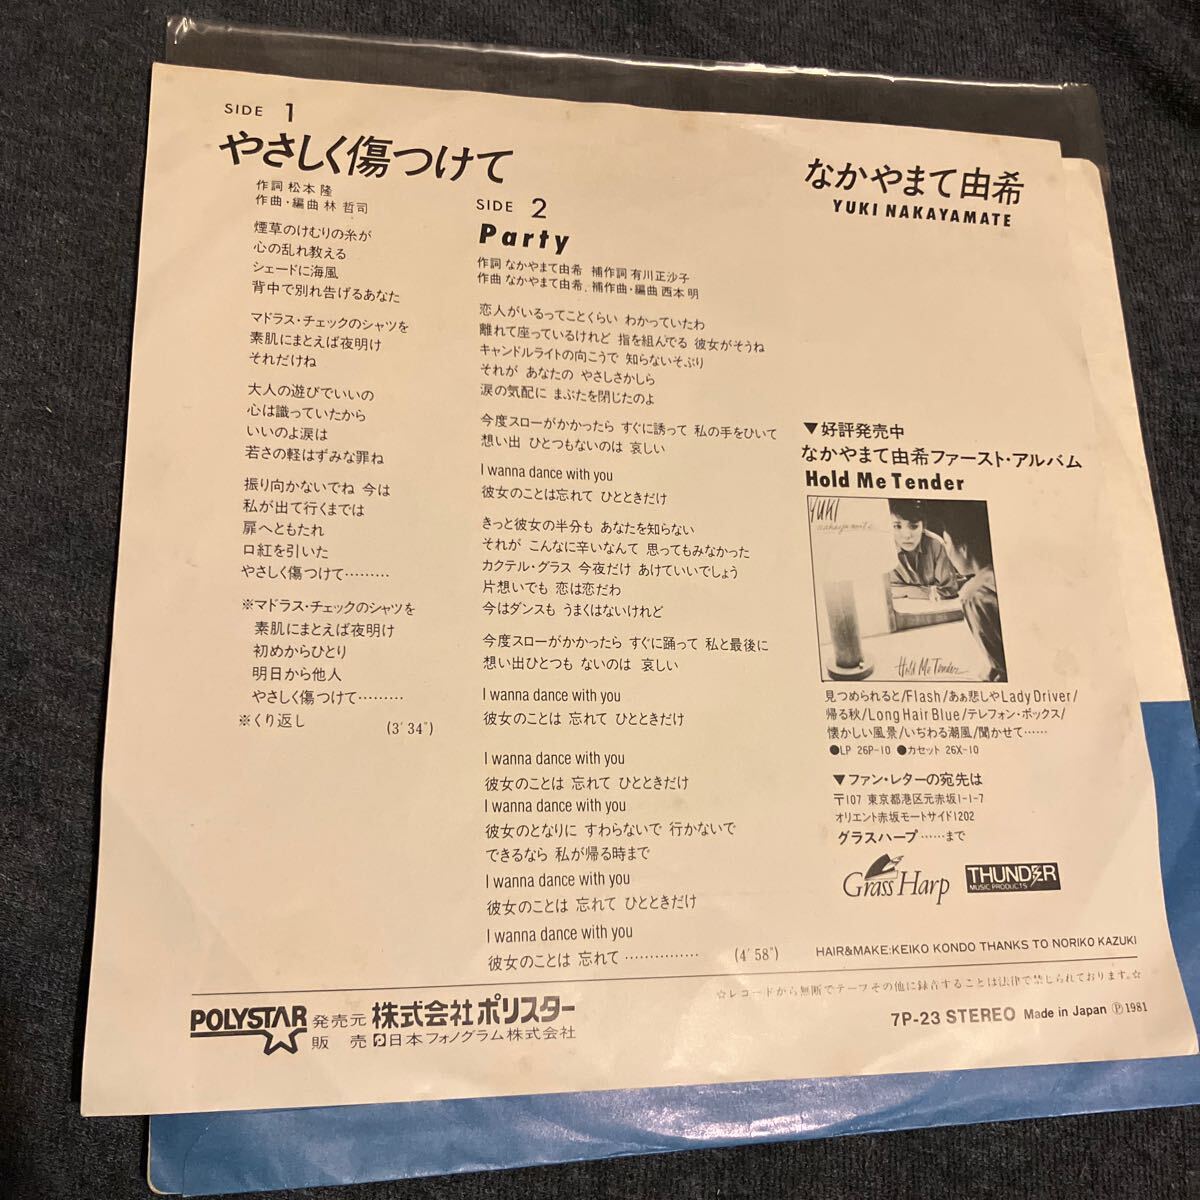 SIDE 1
やさしく傷つけて
作詞 松本 隆
作曲・編曲 林 哲司
煙草のけむりの糸が
心の乱れ教える
シェードに海風
背中で別れ告げるあなた
マドラス・チェックのシャツを
素肌にまとえば夜明け
それだけね
大人の遊びでいいの
心は識っていたから
いいのよ涙は
若さの軽はずみな罪ね
振り向かないでね 今は
私が出て行くまでは
扉へともたれ
口紅を引いた
やさしく傷つけて………
※マドラス・チェックのシャツを
素肌にまとえば夜明け
初めからひとり
明日から他人
やさしく傷つけて………
※くり返し
(3′34″)
SIDE 2
Party
作詞 なかやまて由希 補作詞 有川正沙子
作曲 なかやまて由希、補作曲・編曲 西本 明
恋人がいるってことくらい わかっていたわ
離れて座っているけれど 指を組んでる 彼女がそうね
キャンドルライトの向こうで 知らないそぶり
それが あなたの やさしさかしら
涙の気配に まぶたを閉じたのよ
今度スローがかかったら すぐに誘って 私の手をひいて
想い出 ひとつもないのは 哀しい
I wanna dance with you
彼女のことは忘れて ひとときだけ
きっと彼女の半分も あなたを知らない
それが こんなに辛いなんて 思ってもみなかった
カクテル・グラス 今夜だけ あけていいでしょう
片想いでも 恋は恋だわ
今はダンスも うまくはないけれど
今度スローがかかったら すぐに踊って 私と最後に
想い出ひとつも ないのは 哀しい
I wanna dance with you
彼女のことは 忘れて ひとときだけ
I wanna dance with you
彼女のことは 忘れて ひとときだけ
I wanna dance with you
彼女のとなりに すわらないで 行かないで
できるなら 私が帰る時まで
I wanna dance with you
彼女のことは 忘れて ひとときだけ
I wanna dance with you
彼女のことは 忘れて……………
(4′58″)
なかやまて由希
YUKI NAKAYAMATE
▼好評発売中
なかやまて由希ファースト・アルバム
Hold Me Tender
YUKI
nakayamate
Hold Me Tender
見つめられると/Flash/あぁ悲しやLady Driver/
帰る秋/Long Hair Blue/テレフォン・ボックス/
懐かしい風景/いぢわる潮風/聞かせて……
●LP 26P-10 ●カセット 26X-10
▼ファン・レターの宛先は
〒107 東京都港区元赤坂1-1-7
オリエント赤坂モートサイド1202
グラスハープ……まで
Grass Harp
THUNDER
MUSIC PRODUCTS
HAIR&MAKE:KEIKO KONDO THANKS TO NORIKO KAZUKI
☆レコードから無断でテープその他に録音することは法律で禁じられております。☆
POLYSTAR
発売元 株式会社ポリスター
販 売 日本フォノグラム株式会社
7P-23 STEREO Made in Japan Ⓟ1981